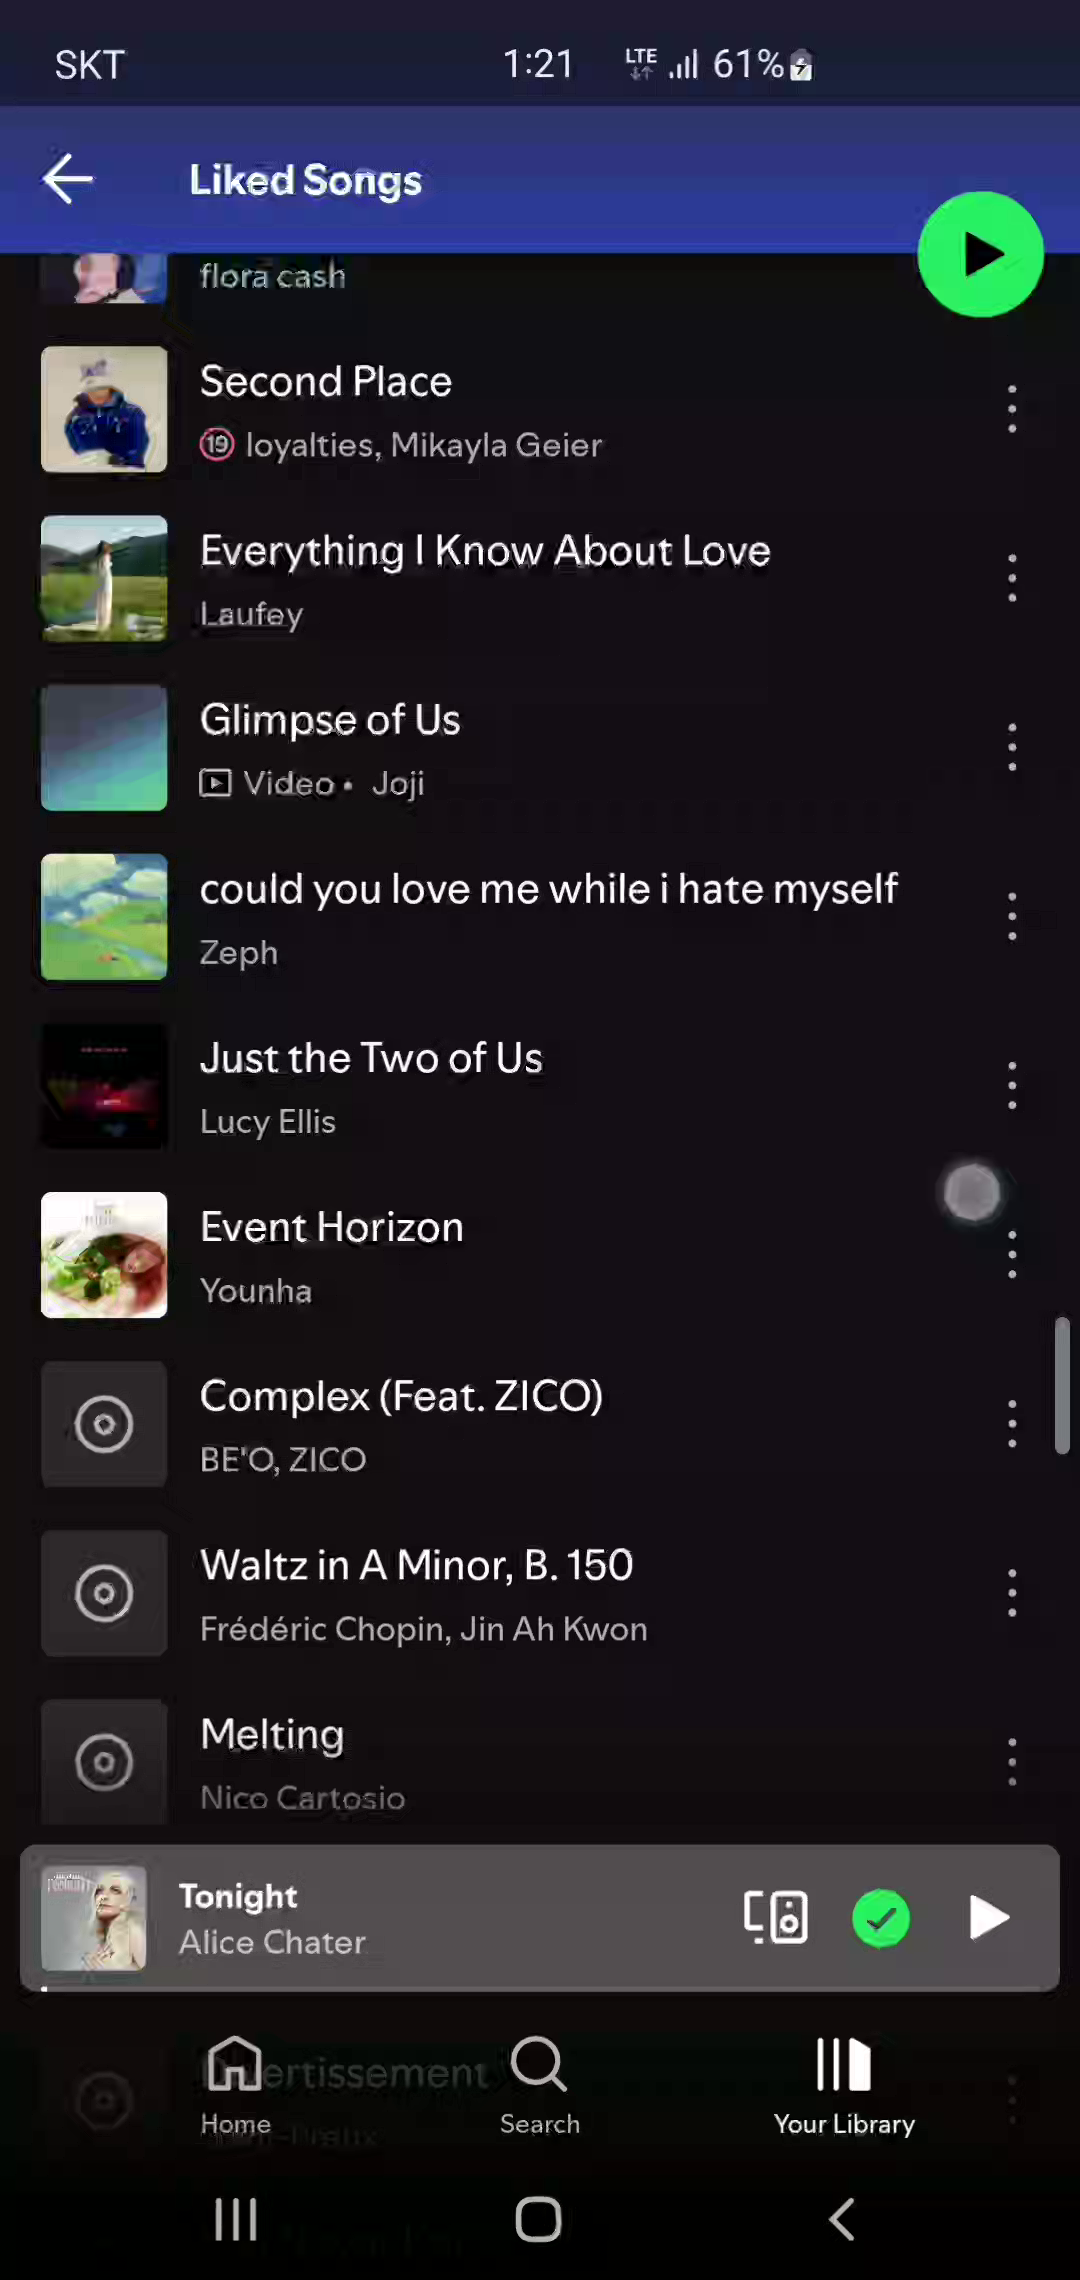 SKT 1:21 LTE 61%
Liked Songs
flora cash
Second Place
19 loyalties, Mikayla Geier
Everything I Know About Love
Laufey
Glimpse of Us
Video • Joji
could you love me while i hate myself
Zeph
Just the Two of Us
Lucy Ellis
Event Horizon
Younha
Complex (Feat. ZICO)
BE'O, ZICO
Waltz in A Minor, B. 150
Frédéric Chopin, Jin Ah Kwon
Melting
Nico Cartosio
Tonight
Alice Chater
Divertissement
Home Search Your Library